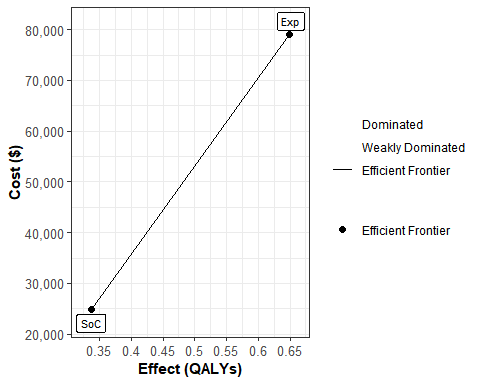 Exp
80,000
70,000
60,000
50,000
40,000
30,000
20,000
Cost ($)
SoC
0.35 0.4 0.45 0.5 0.55 0.6 0.65
Effect (QALYs)
Dominated
Weakly Dominated
Efficient Frontier
Efficient Frontier